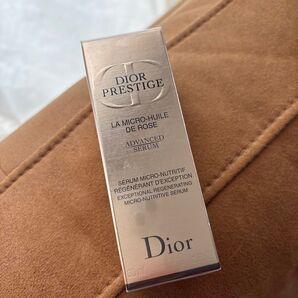 DIOR
PRESTIGE
LA MICRO-HUILE
DE ROSE
ADVANCED
SERUM
SÉRUM MICRO-NUTRITIF
RÉGÉNÉRANT D'EXCEPTION
EXCEPTIONAL REGENERATING
MICRO-NUTRITIVE SERUM
Dior